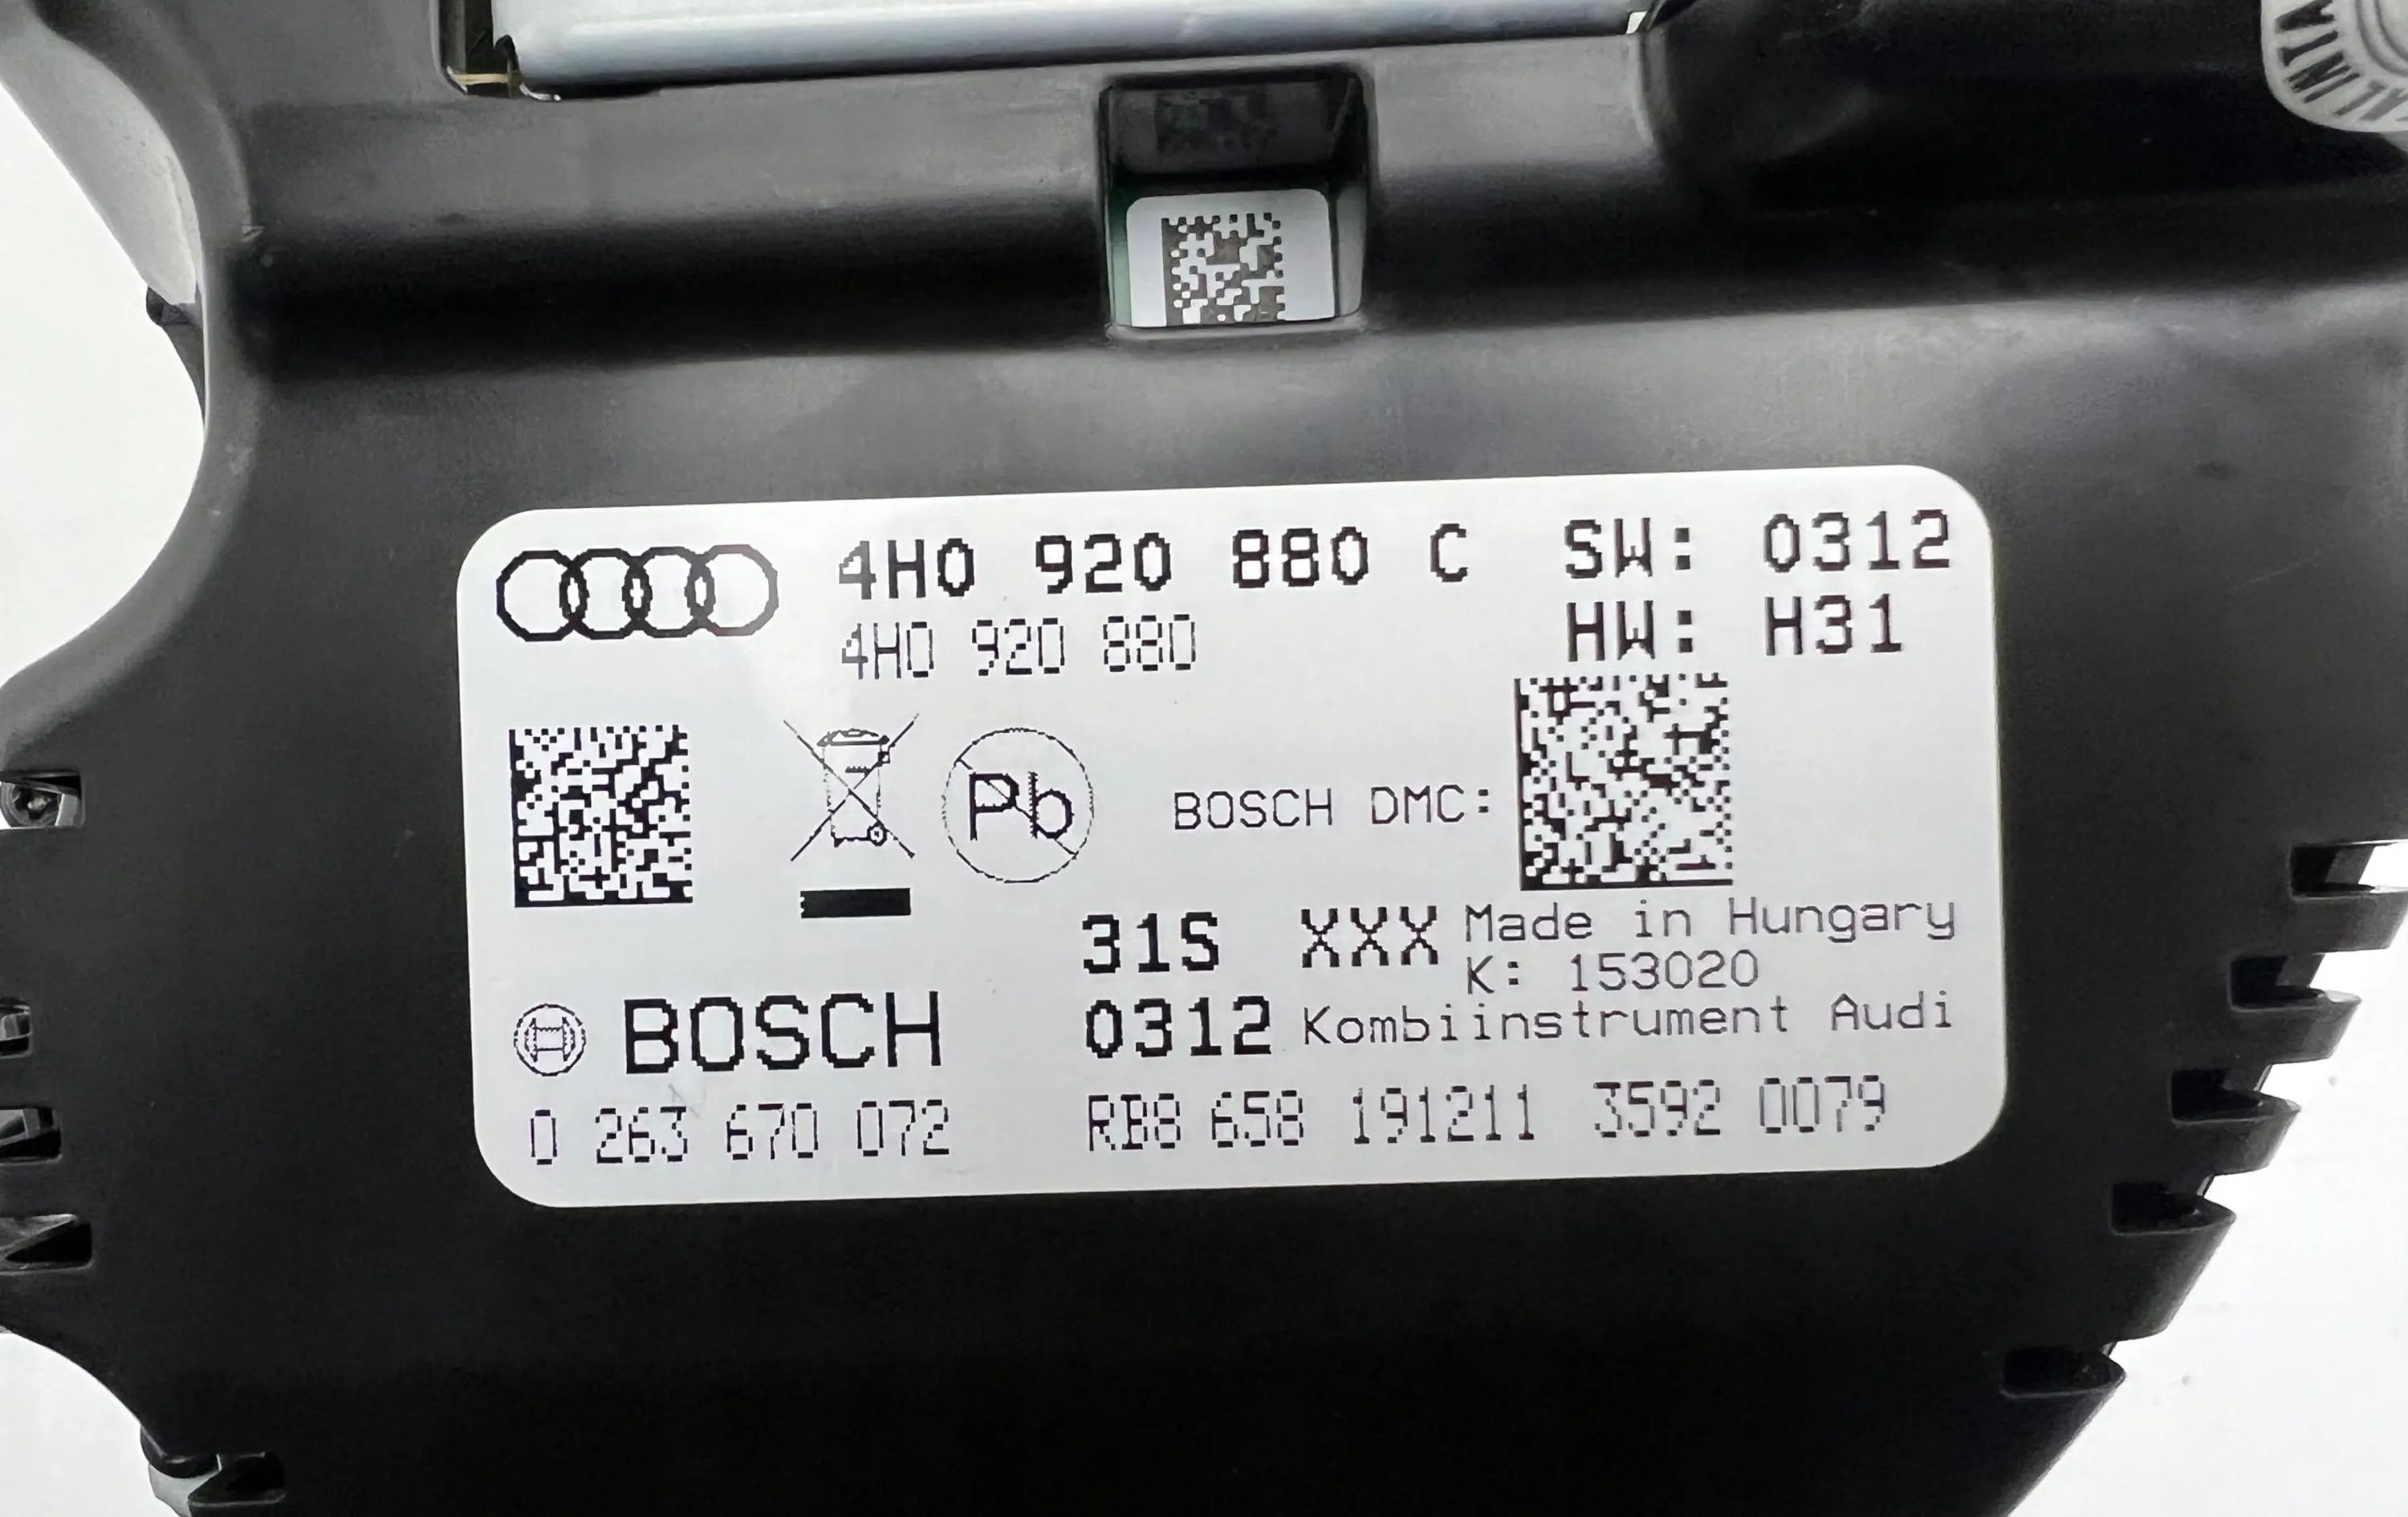 4H0 920 880 C SW: 0312
4H0 920 880 HW: H31
Pb BOSCH DMC:
31S XXX Made in Hungary
K: 153020
BOSCH 0312 Kombiinstrument Audi
0 263 670 072 RB8 658 191211 3592 0079